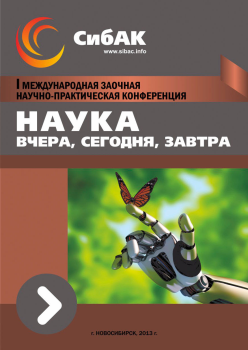 СибАК
www.sibac.info
I МЕЖДУНАРОДНАЯ ЗАОЧНАЯ
НАУЧНО-ПРАКТИЧЕСКАЯ КОНФЕРЕНЦИЯ
НАУКА
ВЧЕРА, СЕГОДНЯ, ЗАВТРА
г. НОВОСИБИРСК, 2013 г.